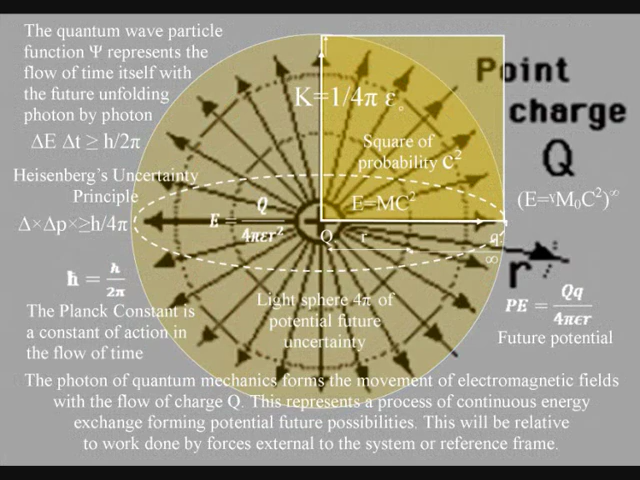 The quantum wave particle
function Ψ represents the
flow of time itself with
the future unfolding
photon by photon
ΔE Δt ≥ h/2π
Heisenberg's Uncertainty
Principle
Δ×Δp×≥h/4π
ħ = h/2π
The Planck Constant is
a constant of action in
the flow of time
K=1/4π ε。
Square of
probability C²
E=MC²
E = Q/4πεr²
Q r q
∞
Light sphere 4π of
potential future
uncertainty
Point
charge
Q
(E=ᵞM₀C²)∞
r
PE = Qq/4πεr
Future potential
The photon of quantum mechanics forms the movement of electromagnetic fields
with the flow of charge Q. This represents a process of continuous energy
exchange forming potential future possibilities. This will be relative
to work done by forces external to the system or reference frame.